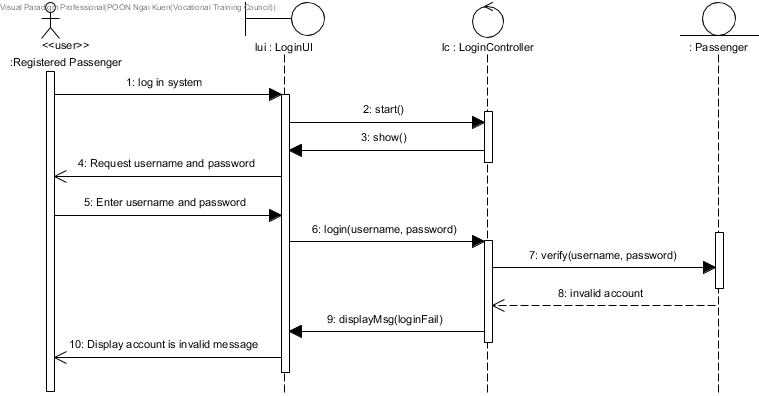 Visual Paradigm Professional(POON Ngai Kuen(Vocational Training Council))
<<user>>
:Registered Passenger
lui : LoginUI
lc : LoginController
: Passenger
1: log in system
2: start()
3: show()
4: Request username and password
5: Enter username and password
6: login(username, password)
7: verify(username, password)
8: invalid account
9: displayMsg(loginFail)
10: Display account is invalid message